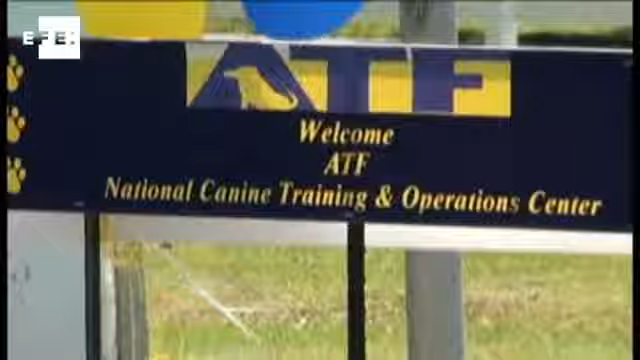 EFE:
ATF
Welcome
ATF
National Canine Training & Operations Center